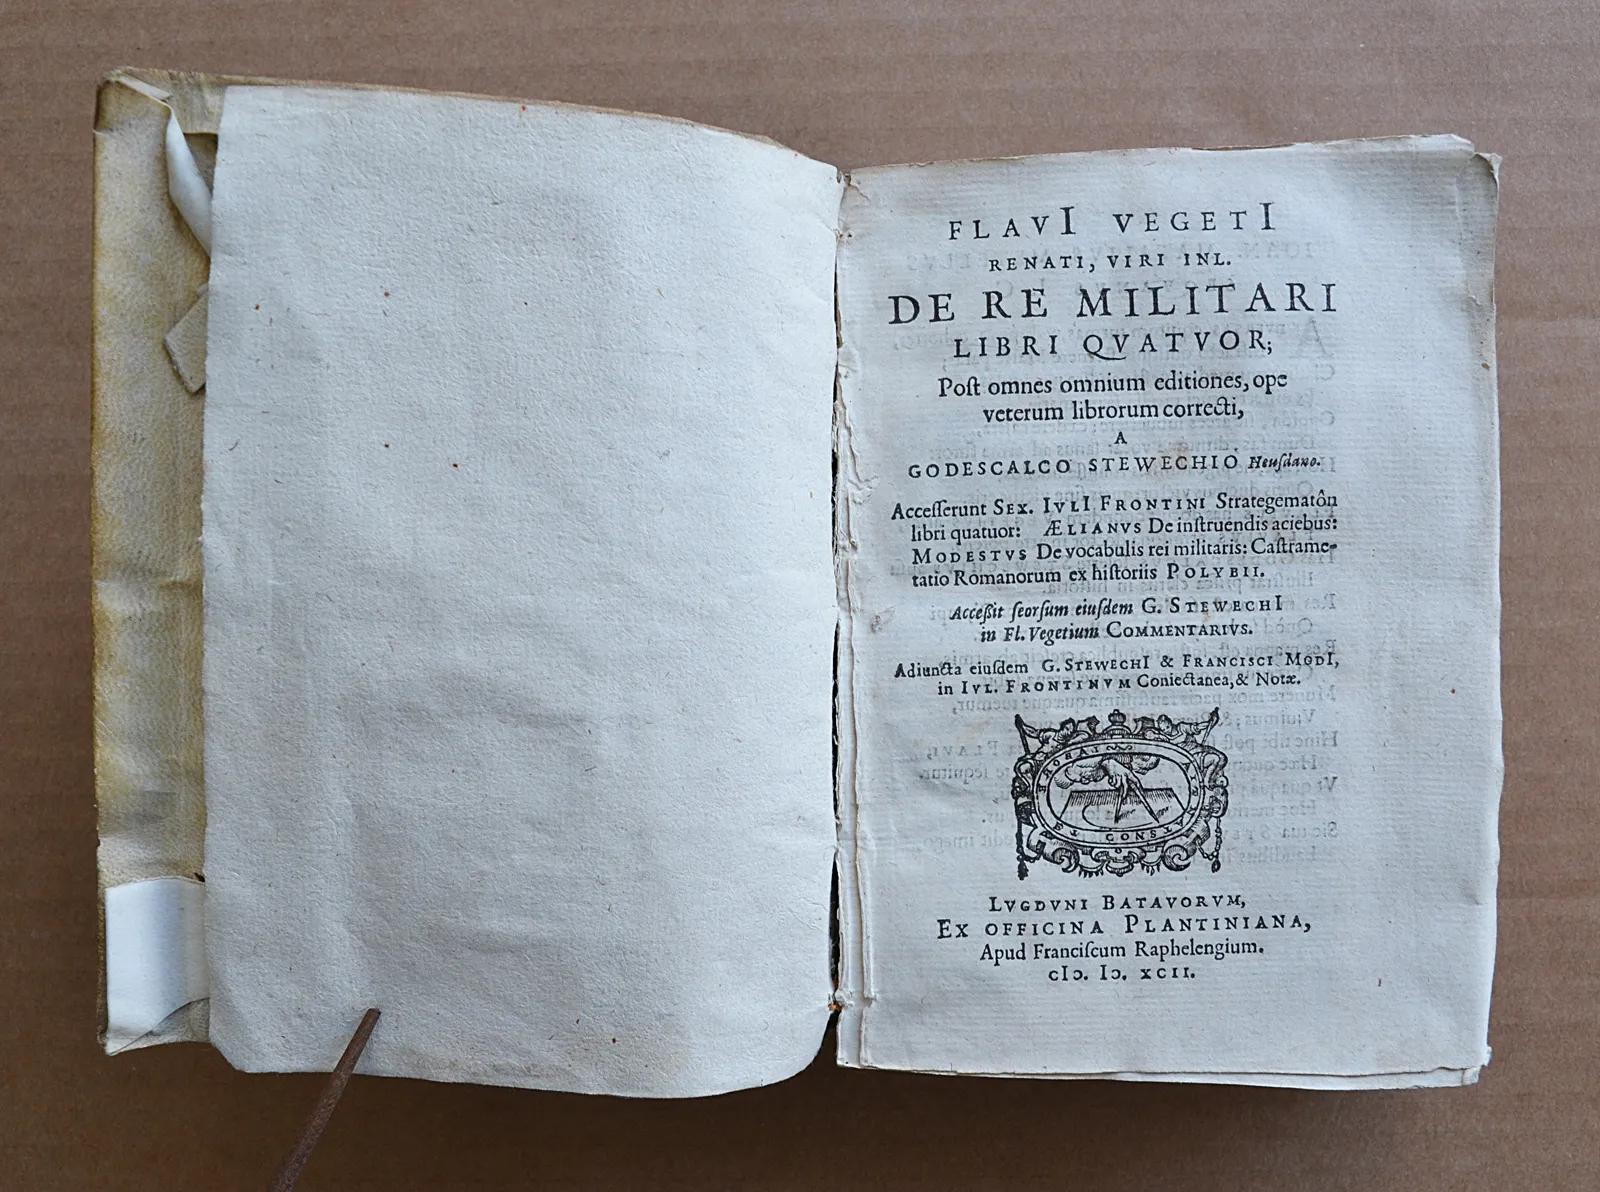 FLAVI VEGETI
RENATI, VIRI INL.
DE RE MILITARI
LIBRI QVATVOR;
Poſt omnes omnium editiones, ope
veterum librorum correcti,
A
GODESCALCO STEWECHIO Heuſdano.
Acceſſerunt SEX. IVLI FRONTINI Strategematôn
libri quatuor: ÆLIANVS De inſtruendis aciebus:
MODESTVS De vocabulis rei militaris: Caſtrame-
tatio Romanorum ex hiſtoriis POLYBII.
Acceßit ſeorſum eiuſdem G. STEWECHI
in Fl. Vegetium COMMENTARIVS.
Adiuncta eiuſdem G. STEWECHI & FRANCISCI MODI,
in IVL. FRONTINVM Coniectanea, & Notæ.
LABORE ET CONSTANTIA
LVGDVNI BATAVORVM,
EX OFFICINA PLANTINIANA,
Apud Franciſcum Raphelengium.
cIↄ. Iↄ. XCII.